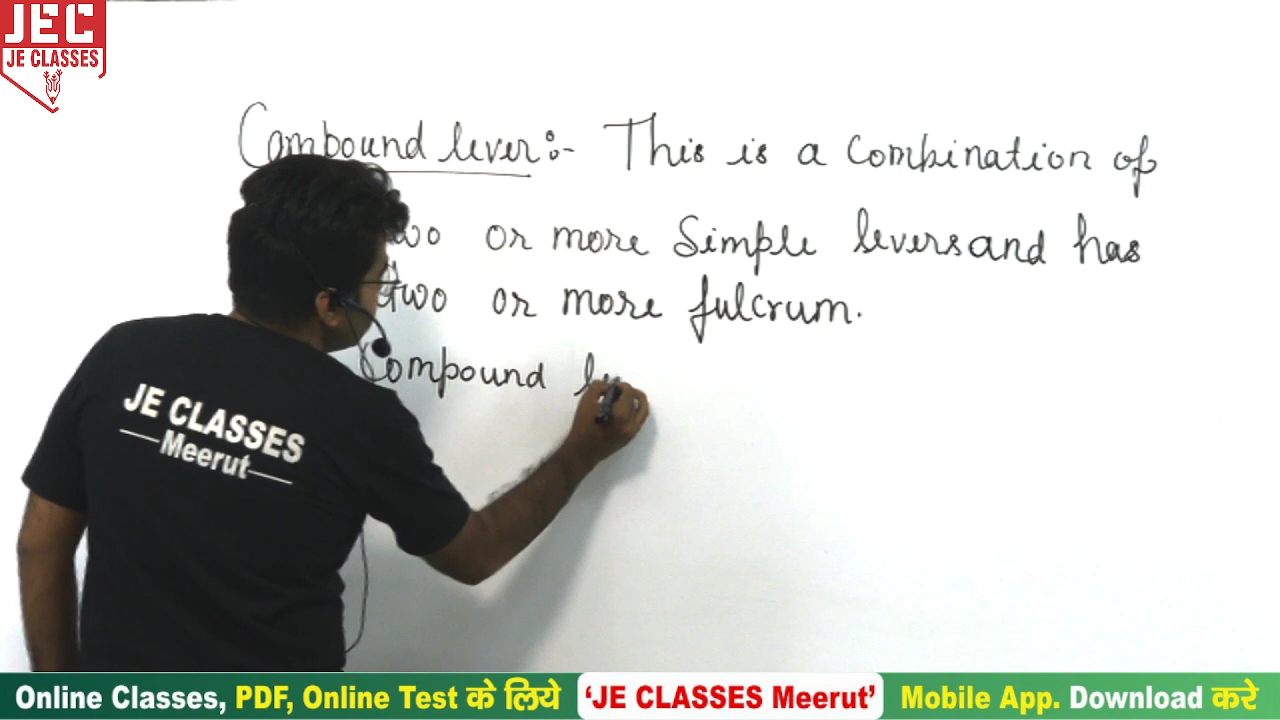 JEC
JE CLASSES
Compound lever:- This is a combination of
two or more Simple levers and has
two or more fulcrum.
Compound
JE CLASSES
Meerut
Online Classes, PDF, Online Test के लिये 'JE CLASSES Meerut' Mobile App. Download करे